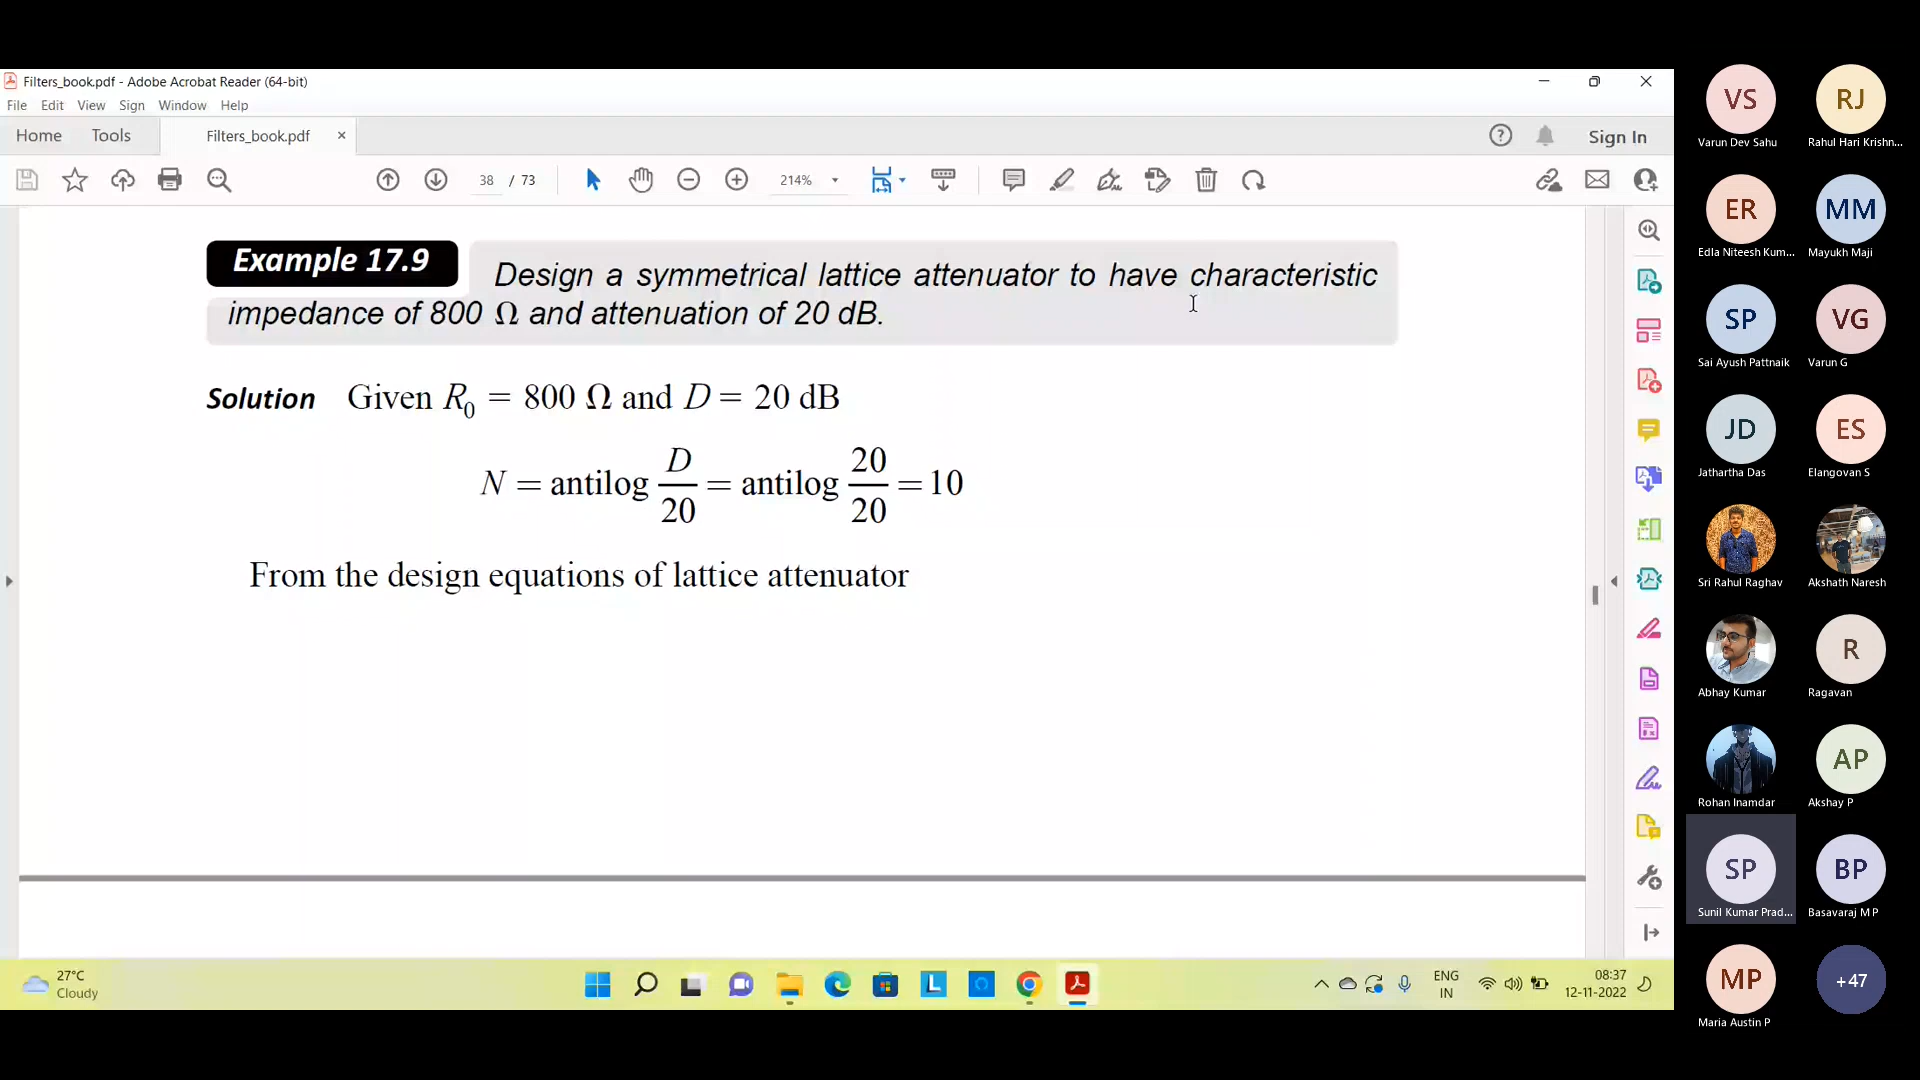 Filters_book.pdf - Adobe Acrobat Reader (64-bit)
File Edit View Sign Window Help
Home Tools Filters_book.pdf × Sign In
38 / 73 214%
Example 17.9 Design a symmetrical lattice attenuator to have characteristic
impedance of 800 Ω and attenuation of 20 dB.
Solution Given R₀ = 800 Ω and D = 20 dB
N = antilog D/20 = antilog 20/20 = 10
From the design equations of lattice attenuator
27°C
Cloudy
ENG
IN
08:37
12-11-2022
VS RJ
Varun Dev Sahu Rahul Hari Krishn...
ER MM
Edla Niteesh Kum... Mayukh Maji
SP VG
Sai Ayush Pattnaik Varun G
JD ES
Jathartha Das Elangovan S
Sri Rahul Raghav Akshath Naresh
R
Abhay Kumar Ragavan
AP
Rohan Inamdar Akshay P
SP BP
Sunil Kumar Prad... Basavaraj M P
MP +47
Maria Austin P